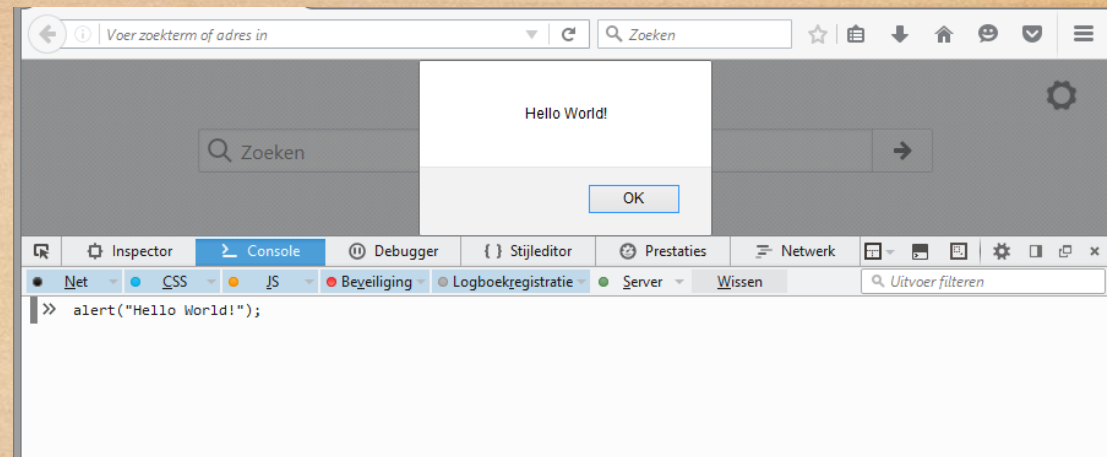 Voer zoekterm of adres in Zoeken
Hello World!
Zoeken
OK
Inspector Console Debugger { } Stijleditor Prestaties Netwerk
Net CSS JS Beveiliging Logboekregistratie Server Wissen Uitvoer filteren
» alert("Hello World!");